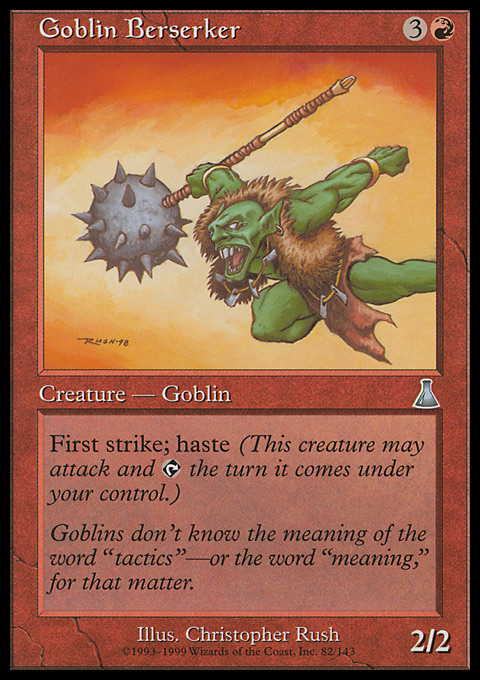 Goblin Berserker 3
RUSH-98
Creature — Goblin
First strike; haste (This creature may
attack and the turn it comes under
your control.)
Goblins don't know the meaning of the
word “tactics”—or the word “meaning,”
for that matter.
Illus. Christopher Rush
2/2
©1993–1999 Wizards of the Coast, Inc. 82/143